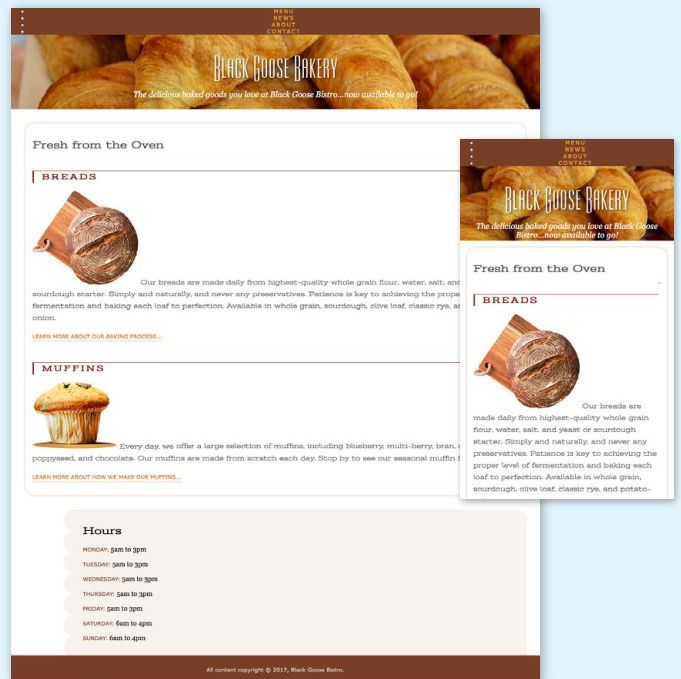 MENU
NEWS
ABOUT
CONTACT
BLACK GOOSE BAKERY
The delicious baked goods you love at Black Goose Bistro...now available to go!
Fresh from the Oven
BREADS
Our breads are made daily from highest-quality whole grain flour, water, salt, and
sourdough starter. Simply and naturally, and never any preservatives. Patience is key to achieving the prope
fermentation and baking each loaf to perfection. Available in whole grain, sourdough, olive loaf, classic rye, a
onion.
LEARN MORE ABOUT OUR BAKING PROCESS...
MUFFINS
Every day, we offer a large selection of muffins, including blueberry, multi-berry, bran,
poppyseed, and chocolate. Our muffins are made from scratch each day. Stop by to see our seasonal muffin
LEARN MORE ABOUT HOW WE MAKE OUR MUFFINS...
Hours
MONDAY: 5am to 3pm
TUESDAY: 5am to 3pm
WEDNESDAY: 5am to 3pm
THURSDAY: 5am to 3pm
FRIDAY: 5am to 3pm
SATURDAY: 6am to 4pm
SUNDAY: 6am to 4pm
All content copyright © 2017, Black Goose Bistro.
MENU
NEWS
ABOUT
CONTACT
BLACK GOOSE BAKERY
The delicious baked goods you love at Black Goose
Bistro...now available to go!
Fresh from the Oven
BREADS
Our breads are
made daily from highest-quality whole grain
flour, water, salt, and yeast or sourdough
starter. Simply and naturally, and never any
preservatives. Patience is key to achieving the
proper level of fermentation and baking each
loaf to perfection. Available in whole grain,
sourdough, olive loaf, classic rye, and potato-